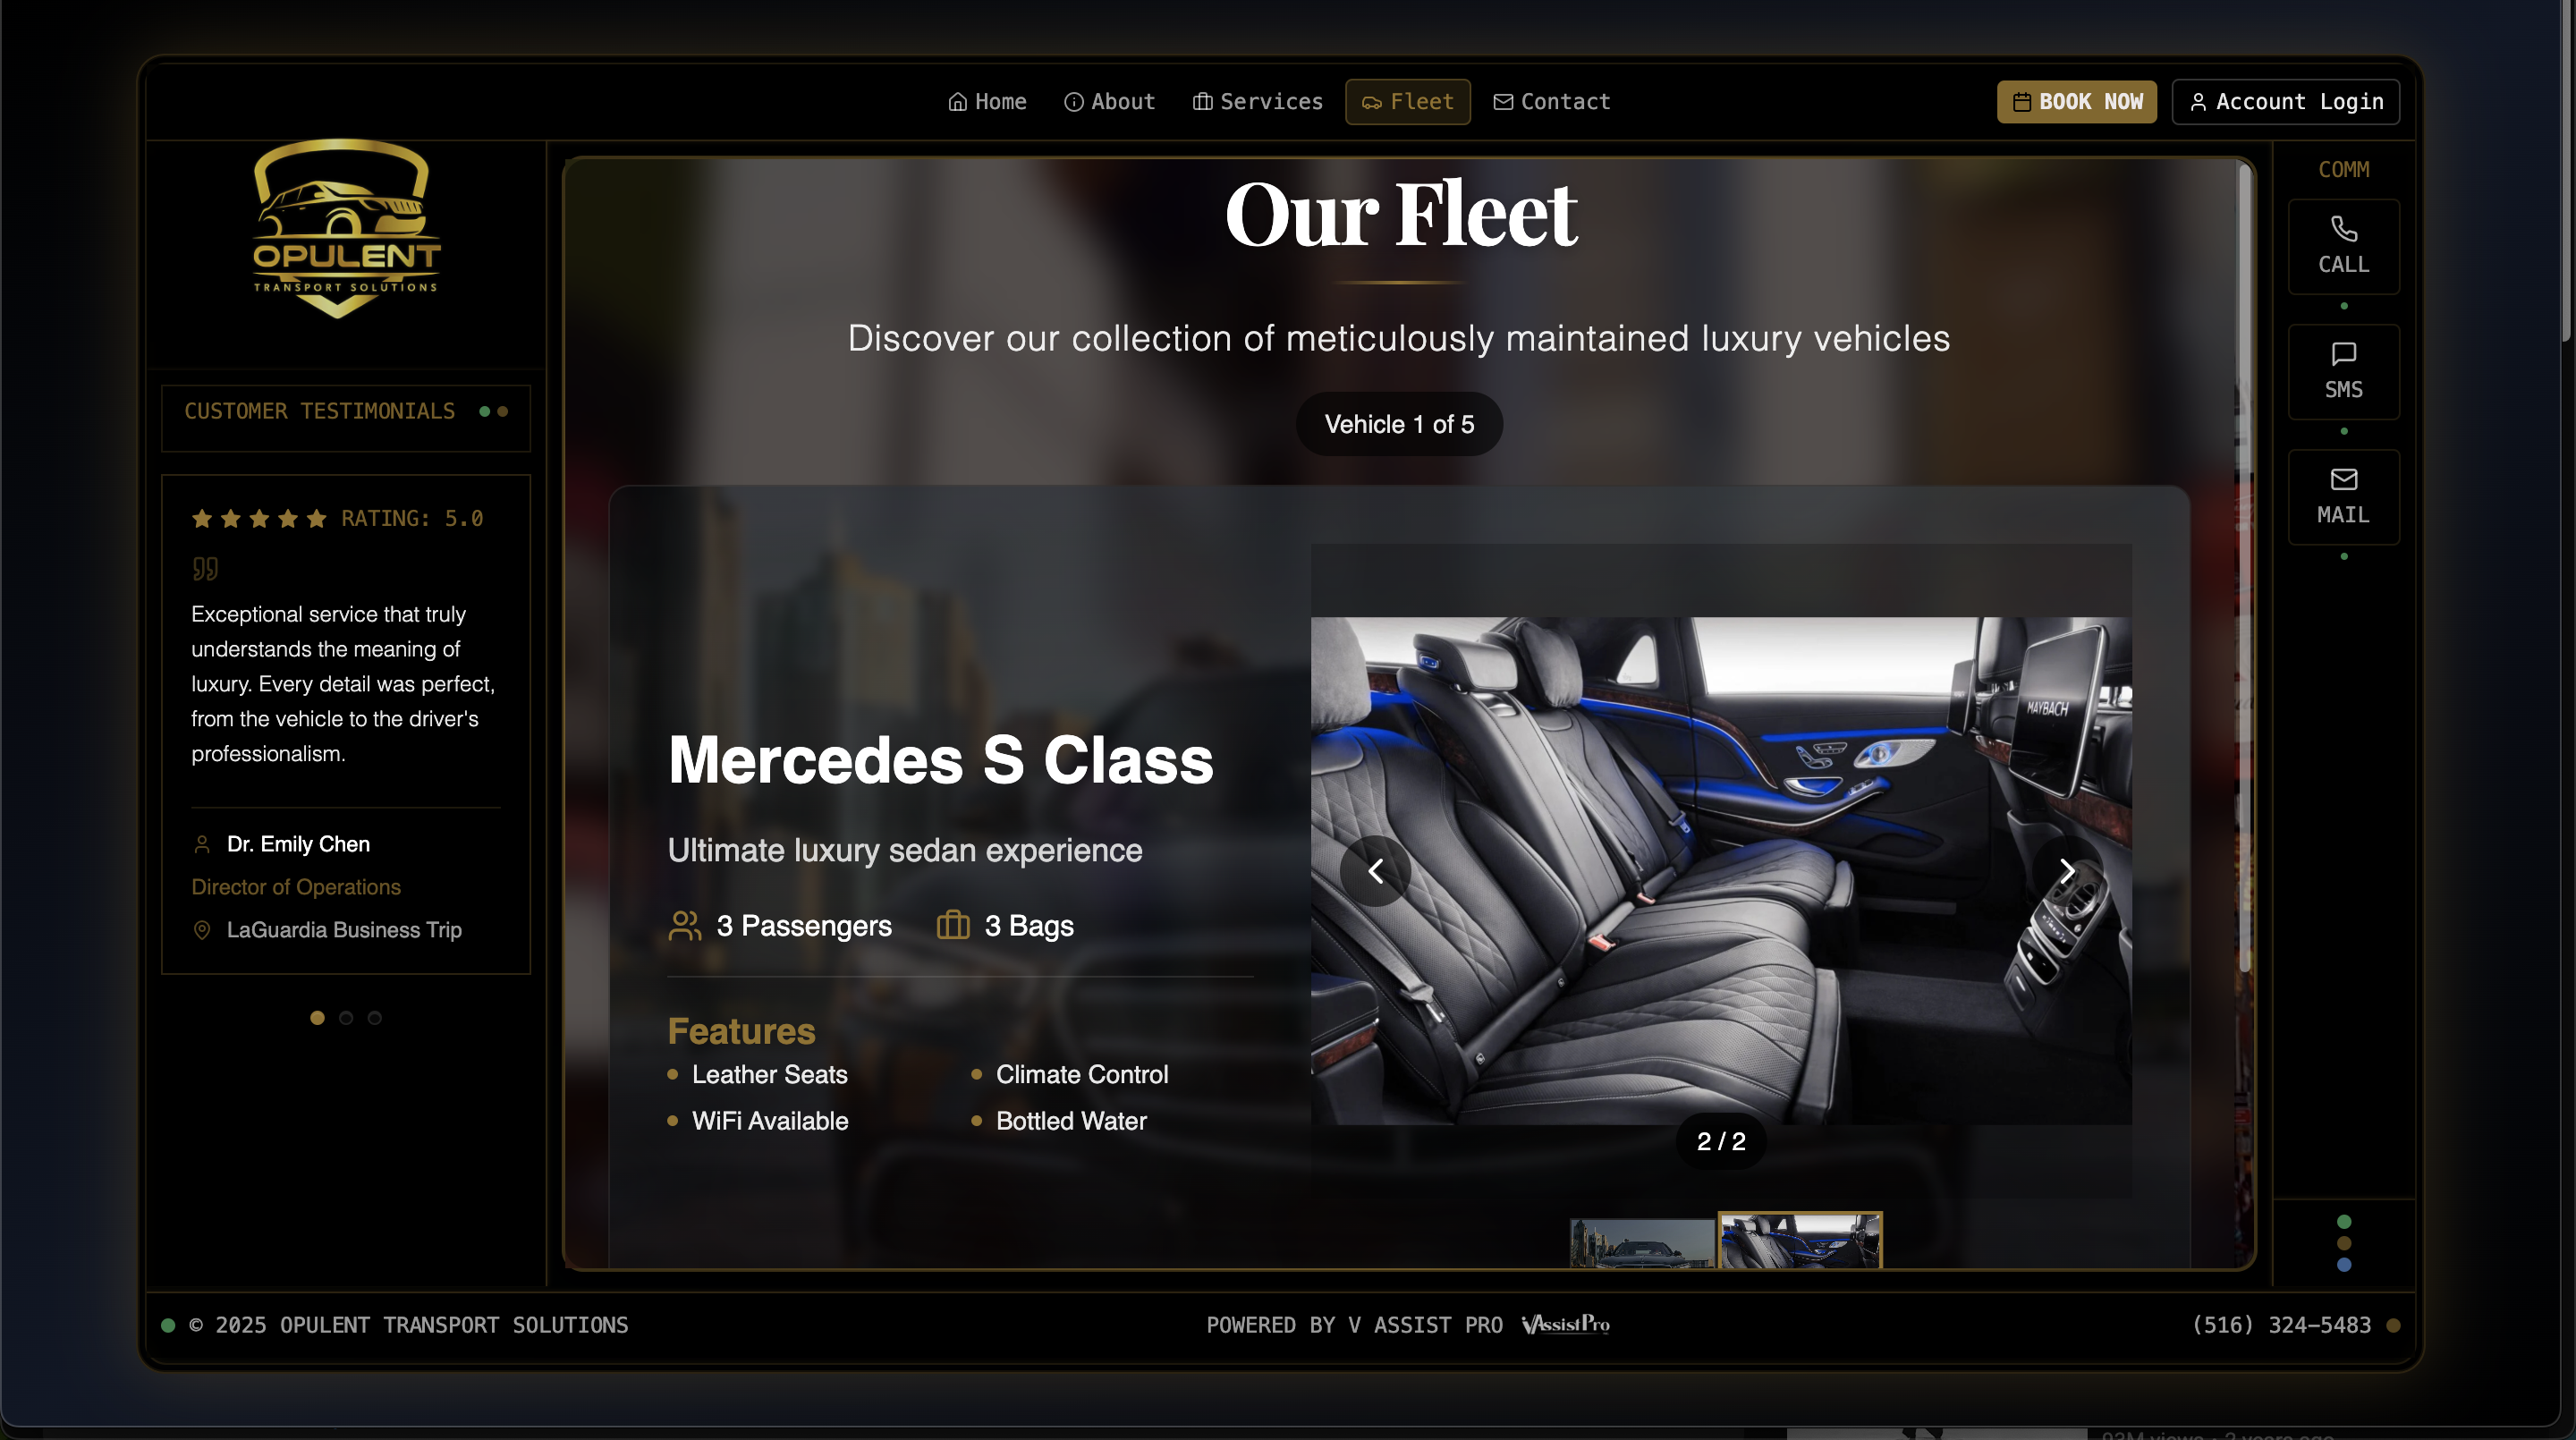 Home
About
Services
Fleet
Contact
BOOK NOW
Account Login
OPULENT
TRANSPORT SOLUTIONS
CUSTOMER TESTIMONIALS
RATING: 5.0
Exceptional service that truly
understands the meaning of
luxury. Every detail was perfect,
from the vehicle to the driver's
professionalism.
Dr. Emily Chen
Director of Operations
LaGuardia Business Trip
Our Fleet
Discover our collection of meticulously maintained luxury vehicles
Vehicle 1 of 5
Mercedes S Class
Ultimate luxury sedan experience
3 Passengers
3 Bags
Features
Leather Seats
Climate Control
WiFi Available
Bottled Water
MAYBACH
2 / 2
COMM
CALL
SMS
MAIL
© 2025 OPULENT TRANSPORT SOLUTIONS
POWERED BY V ASSIST PRO
VAssistPro
(516) 324-5483
93M views • 2 years ago